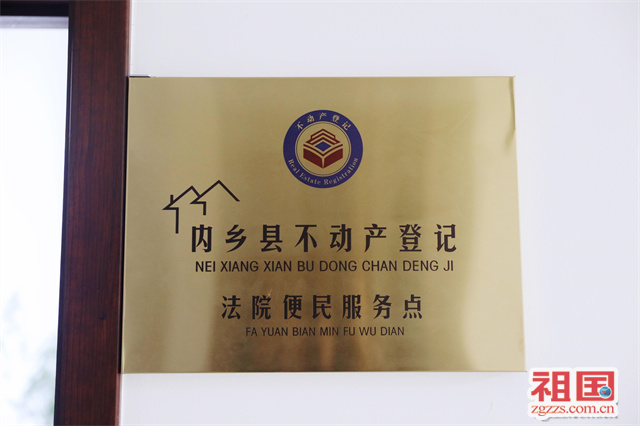 不动产登记
Real Estate Registration
内乡县不动产登记
NEI XIANG XIAN BU DONG CHAN DENG JI
法院便民服务点
FA YUAN BIAN MIN FU WU DIAN
祖国
zgzzs.com.cn